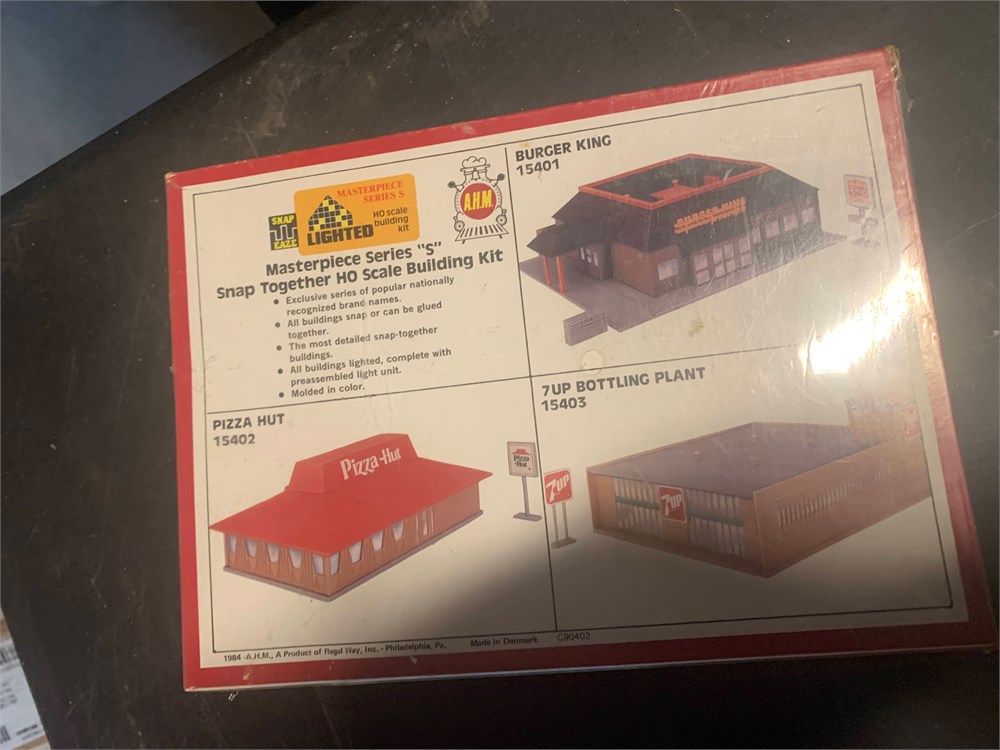 SNAP
EAZE
MASTERPIECE
SERIES S
LIGHTED
HO scale
building
kit
A.H.M.
Masterpiece Series "S"
Snap Together HO Scale Building Kit
• Exclusive series of popular nationally
recognized brand names.
• All buildings snap or can be glued
together.
• The most detailed snap-together
buildings.
• All buildings lighted, complete with
preassembled light unit.
• Molded in color.
BURGER KING
15401
BURGER KING
PIZZA HUT
15402
Pizza-Hut
Pizza
-Hut
7UP BOTTLING PLANT
15403
7UP
7UP
1984 A.H.M., A Product of Regal Way, Inc. - Philadelphia, Pa.
Made in Denmark
C90402